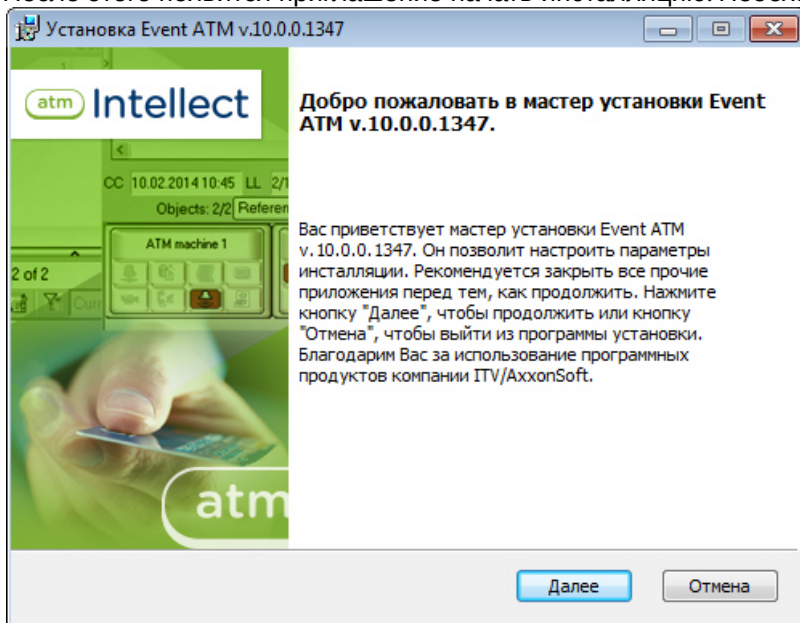 Установка Event ATM v.10.0.0.1347
atm Intellect
Добро пожаловать в мастер установки Event
ATM v.10.0.0.1347.
CC 10.02.2014 10:45 LL 2/1
Objects: 2/2
ATM machine 1
2 of 2
Вас приветствует мастер установки Event ATM
v.10.0.0.1347. Он позволит настроить параметры
инсталляции. Рекомендуется закрыть все прочие
приложения перед тем, как продолжить. Нажмите
кнопку "Далее", чтобы продолжить или кнопку
"Отмена", чтобы выйти из программы установки.
Благодарим Вас за использование программных
продуктов компании ITV/AxxonSoft.
atm
Далее
Отмена